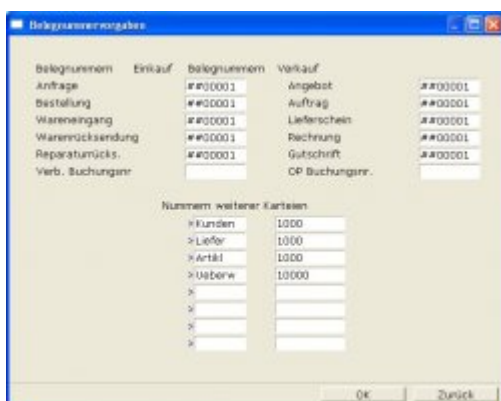 Belegnummervorgaben
Belegnummern Einkauf Belegnummern Verkauf
Anfrage ##00001 Angebot ##00001
Bestellung ##00001 Auftrag ##00001
Wareneingang ##00001 Lieferschein ##00001
Warenrücksendung ##00001 Rechnung ##00001
Reparaturrücks. ##00001 Gutschrift ##00001
Verb. Buchungsnr OP Buchungsnr.
Nummern weiterer Karteien
> Kunden 1000
> Liefer 1000
> Artikl 1000
> Ueberw 10000
>
>
>
>
OK Zurück